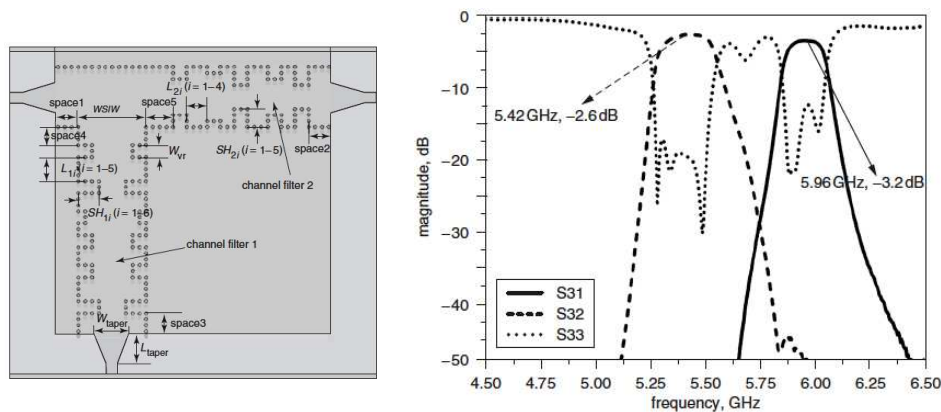 space1
WSIW
space5
L2i(i = 1–4)
space4
Wvr
SH2i(i = 1–5)
space2
L1i(i = 1–5)
channel filter 2
SH1i(i = 1–6)
channel filter 1
Wtaper
space3
Ltaper
0
-10
-20
-30
-40
-50
magnitude, dB
5.42 GHz, –2.6 dB
5.96 GHz, –3.2 dB
S31
S32
S33
4.50 4.75 5.00 5.25 5.50 5.75 6.00 6.25 6.50
frequency, GHz